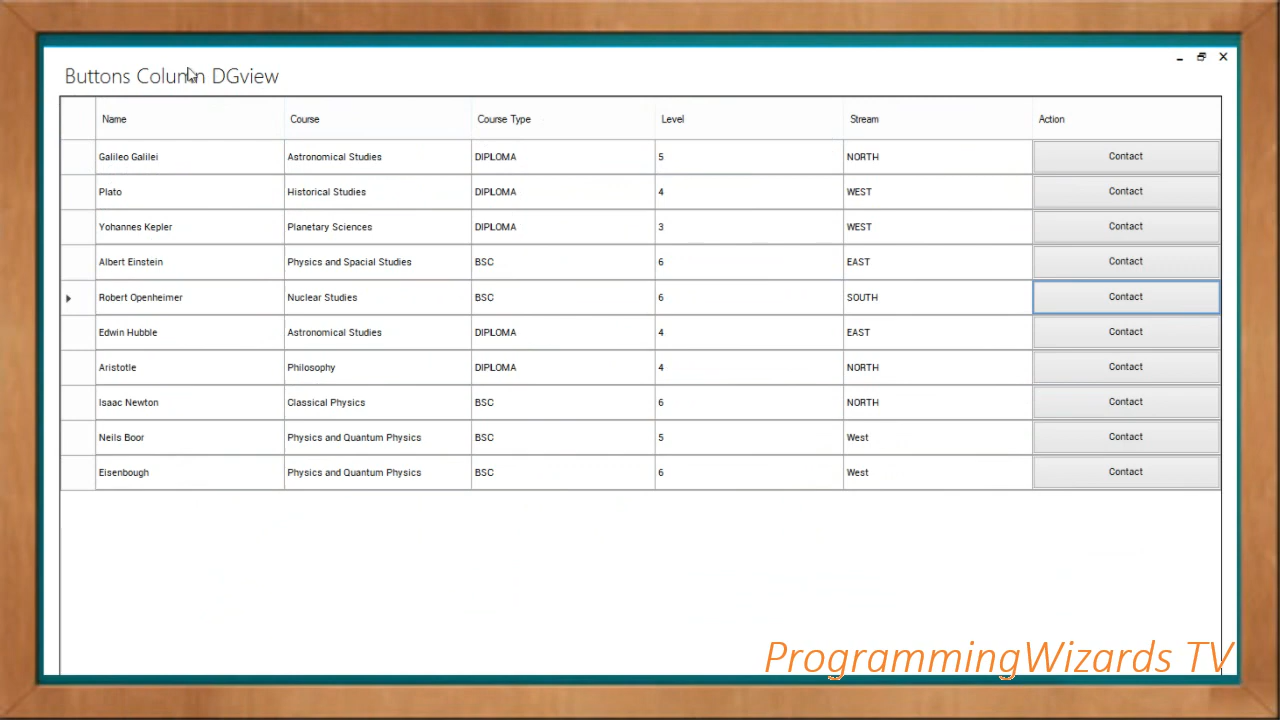 Buttons Column DGview
Name Course Course Type Level Stream Action
Galileo Galilei Astronomical Studies DIPLOMA 5 NORTH Contact
Plato Historical Studies DIPLOMA 4 WEST Contact
Yohannes Kepler Planetary Sciences DIPLOMA 3 WEST Contact
Albert Einstein Physics and Spacial Studies BSC 6 EAST Contact
Robert Openheimer Nuclear Studies BSC 6 SOUTH Contact
Edwin Hubble Astronomical Studies DIPLOMA 4 EAST Contact
Aristotle Philosophy DIPLOMA 4 NORTH Contact
Isaac Newton Classical Physics BSC 6 NORTH Contact
Neils Boor Physics and Quantum Physics BSC 5 West Contact
Eisenbough Physics and Quantum Physics BSC 6 West Contact
ProgrammingWizards TV